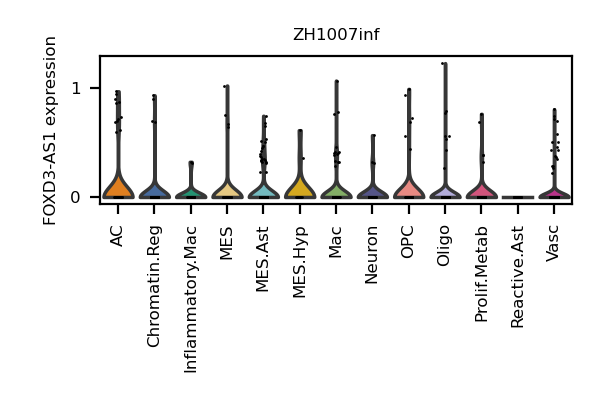 ZH1007inf
FOXD3-AS1 expression
1
0
AC
Chromatin.Reg
Inflammatory.Mac
MES
MES.Ast
MES.Hyp
Mac
Neuron
OPC
Oligo
Prolif.Metab
Reactive.Ast
Vasc